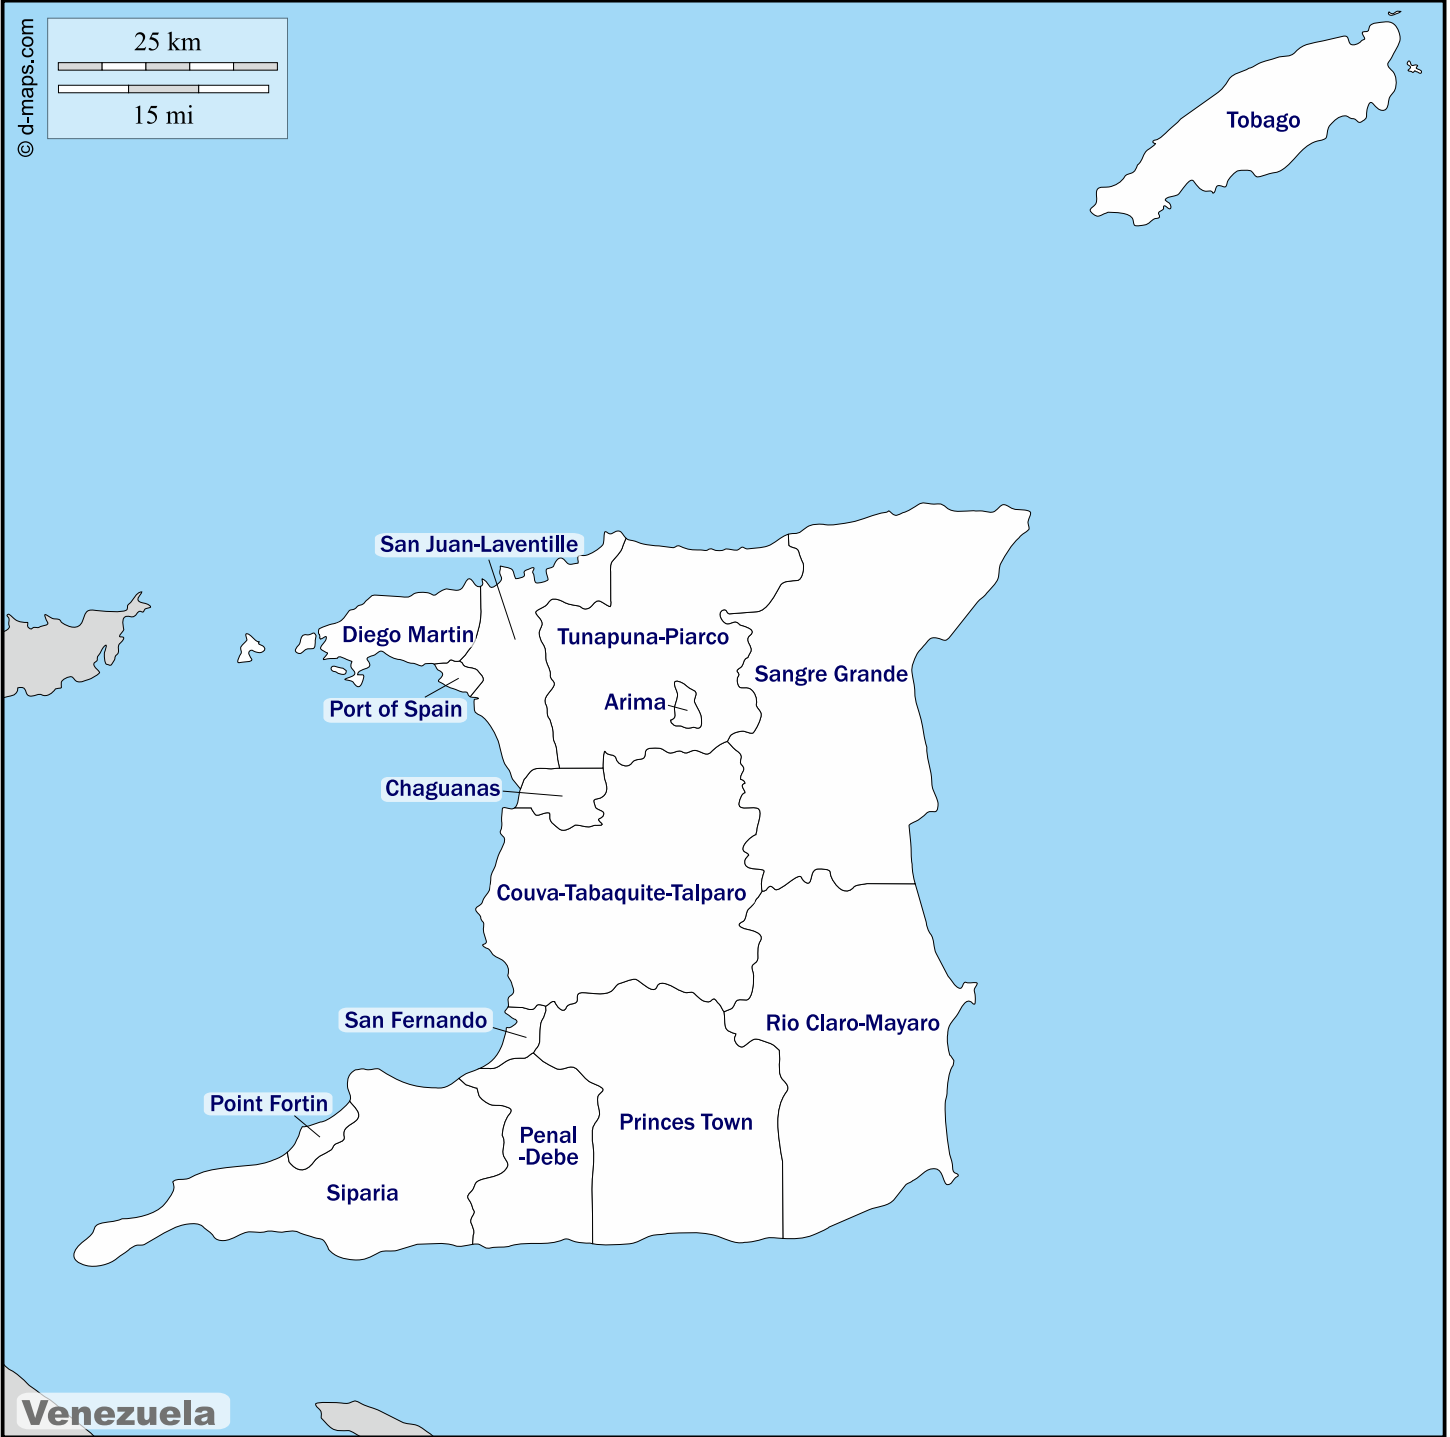 © d-maps.com
25 km
15 mi
Tobago
San Juan-Laventille
Diego Martin
Tunapuna-Piarco
Sangre Grande
Arima
Port of Spain
Chaguanas
Couva-Tabaquite-Talparo
San Fernando
Rio Claro-Mayaro
Point Fortin
Princes Town
Penal
-Debe
Siparia
Venezuela